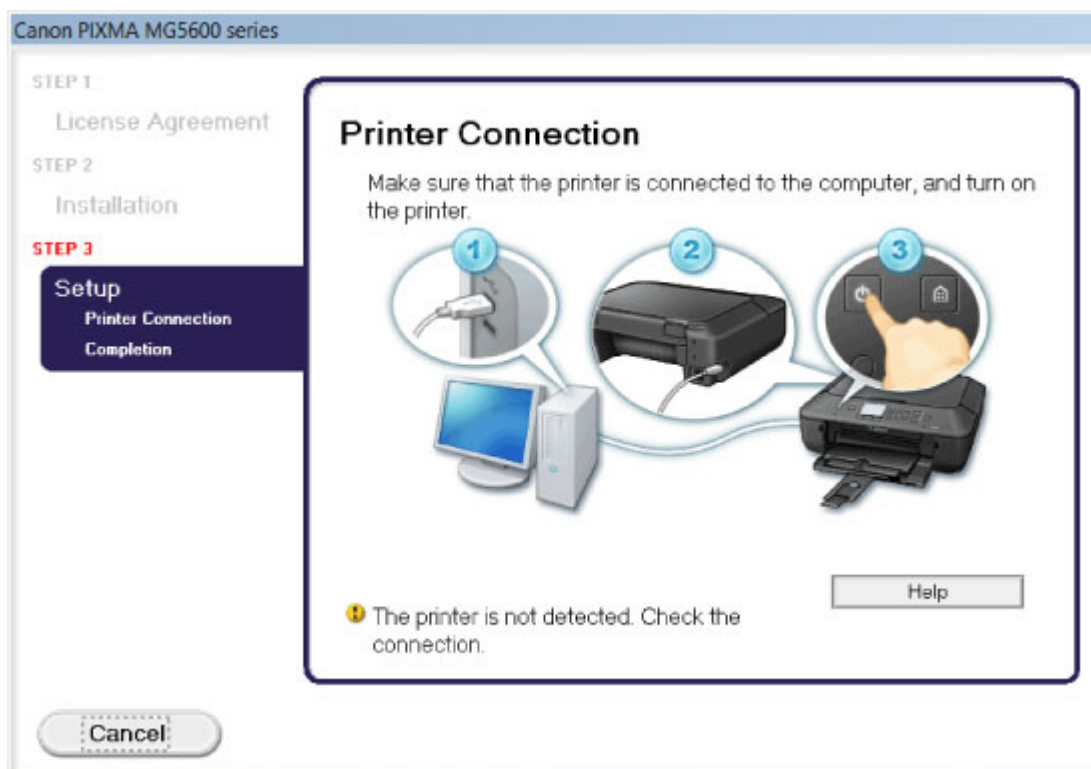 Canon PIXMA MG5600 series
STEP 1
License Agreement
STEP 2
Installation
STEP 3
Setup
Printer Connection
Completion
Printer Connection
Make sure that the printer is connected to the computer, and turn on
the printer.
1
2
3
Help
The printer is not detected. Check the
connection.
Cancel